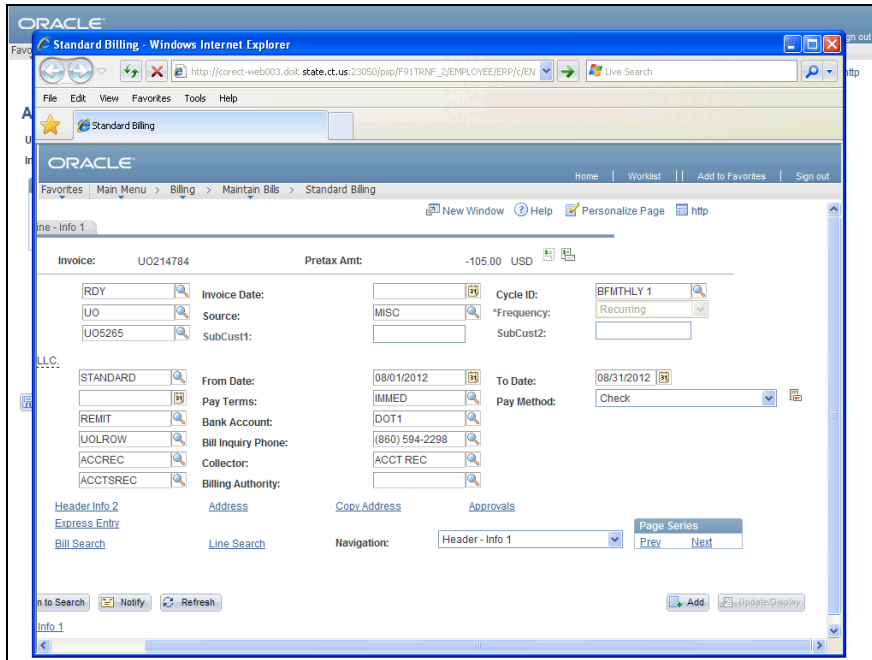 ORACLE
gn out
Favo
Standard Billing - Windows Internet Explorer
http://corect-web003.doit.state.ct.us:23050/psp/F91TRNF_2/EMPLOYEE/ERP/c/EN
Live Search
http
File Edit View Favorites Tools Help
A
Standard Billing
U
In
ORACLE
Home | Worklist | | Add to Favorites | Sign out
Favorites | Main Menu > Billing > Maintain Bills > Standard Billing
New Window ? Help Personalize Page http
ine - Info 1
Invoice: UO214784 Pretax Amt: -105.00 USD
RDY Invoice Date: Cycle ID: BFMTHLY 1
UO Source: MISC *Frequency: Recurring
UO5265 SubCust1: SubCust2:
LLC.
STANDARD From Date: 08/01/2012 To Date: 08/31/2012
Pay Terms: IMMED Pay Method: Check
REMIT Bank Account: DOT1
UOLROW Bill Inquiry Phone: (860) 594-2298
ACCREC Collector: ACCT REC
ACCTSREC Billing Authority:
Header Info 2 Address Copy Address Approvals
Express Entry Page Series
Bill Search Line Search Navigation: Header - Info 1 Prev Next
n to Search Notify Refresh Add Update/Display
Info 1